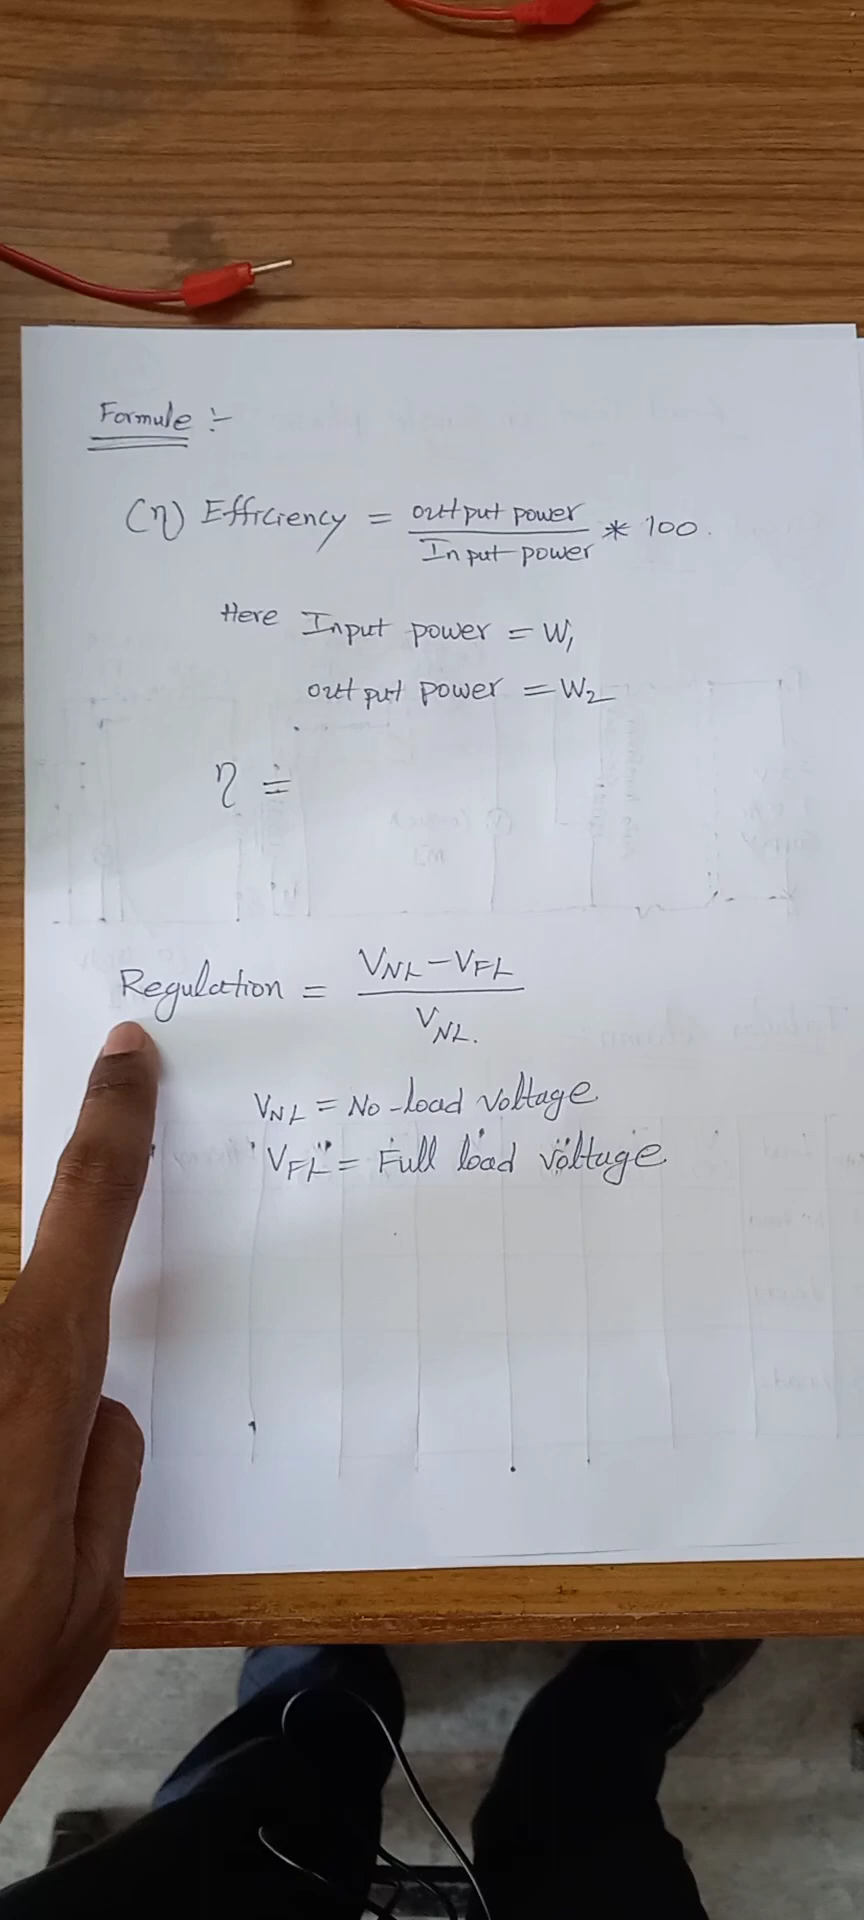 Formule :-
(η) Efficiency = output power / Input power * 100.
Here Input power = W1
output power = W2
η =
Regulation = VNL - VFL / VNL.
VNL = No-load voltage
VFL = Full load voltage